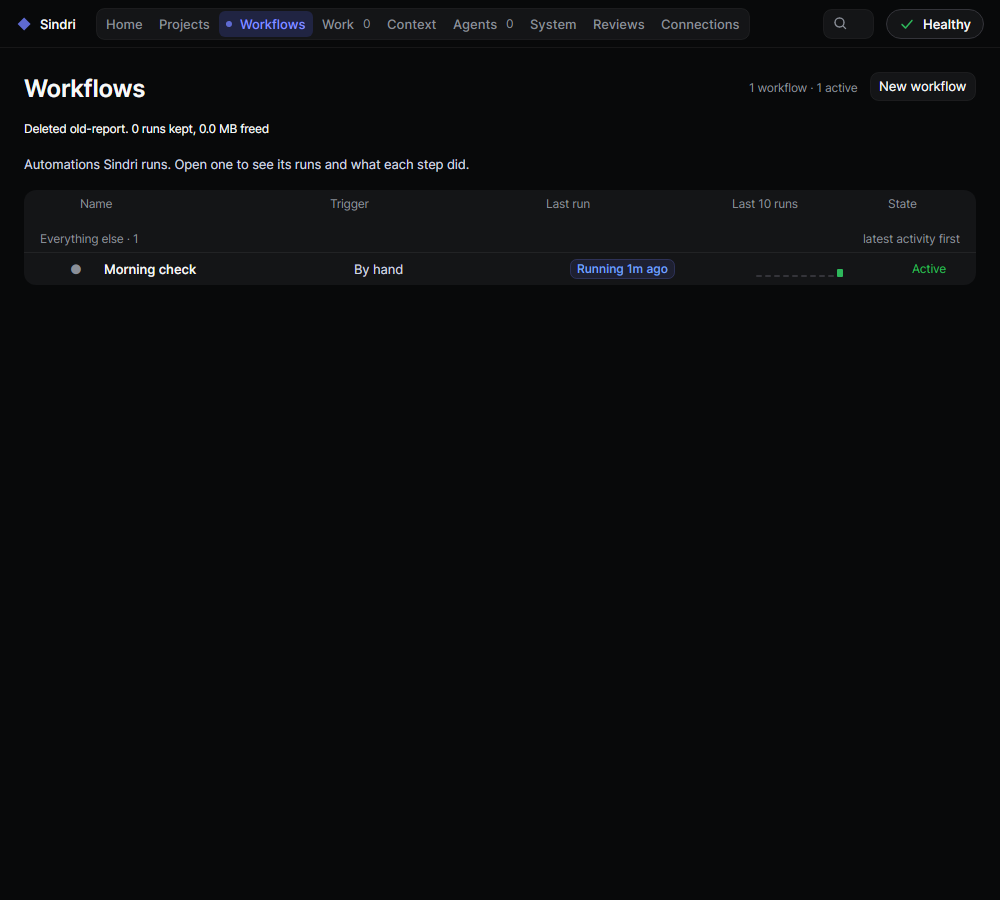 Sindri Home Projects Workflows Work 0 Context Agents 0 System Reviews Connections Healthy
Workflows 1 workflow · 1 active New workflow
Deleted old-report. 0 runs kept, 0.0 MB freed
Automations Sindri runs. Open one to see its runs and what each step did.
Name Trigger Last run Last 10 runs State
Everything else · 1 latest activity first
Morning check By hand Running 1m ago Active